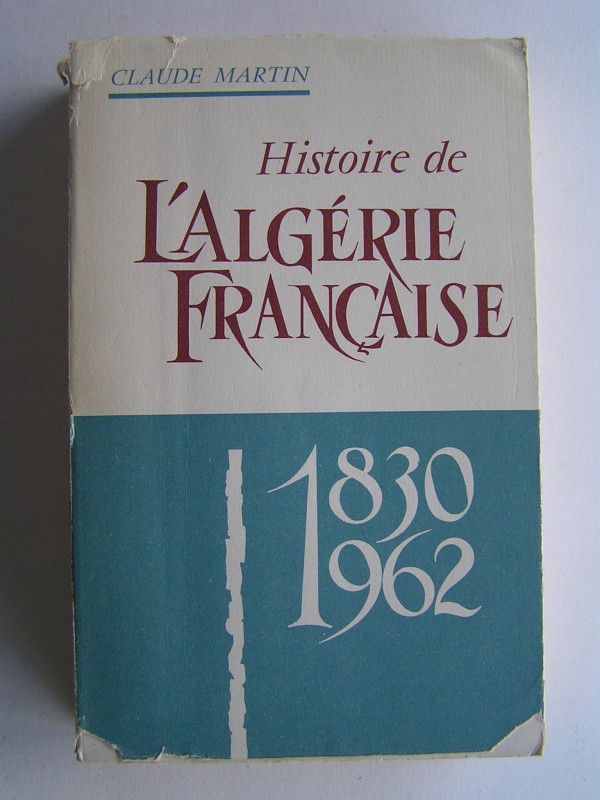 CLAUDE MARTIN
Histoire de
L'ALGÉRIE
FRANÇAISE
1830
1962